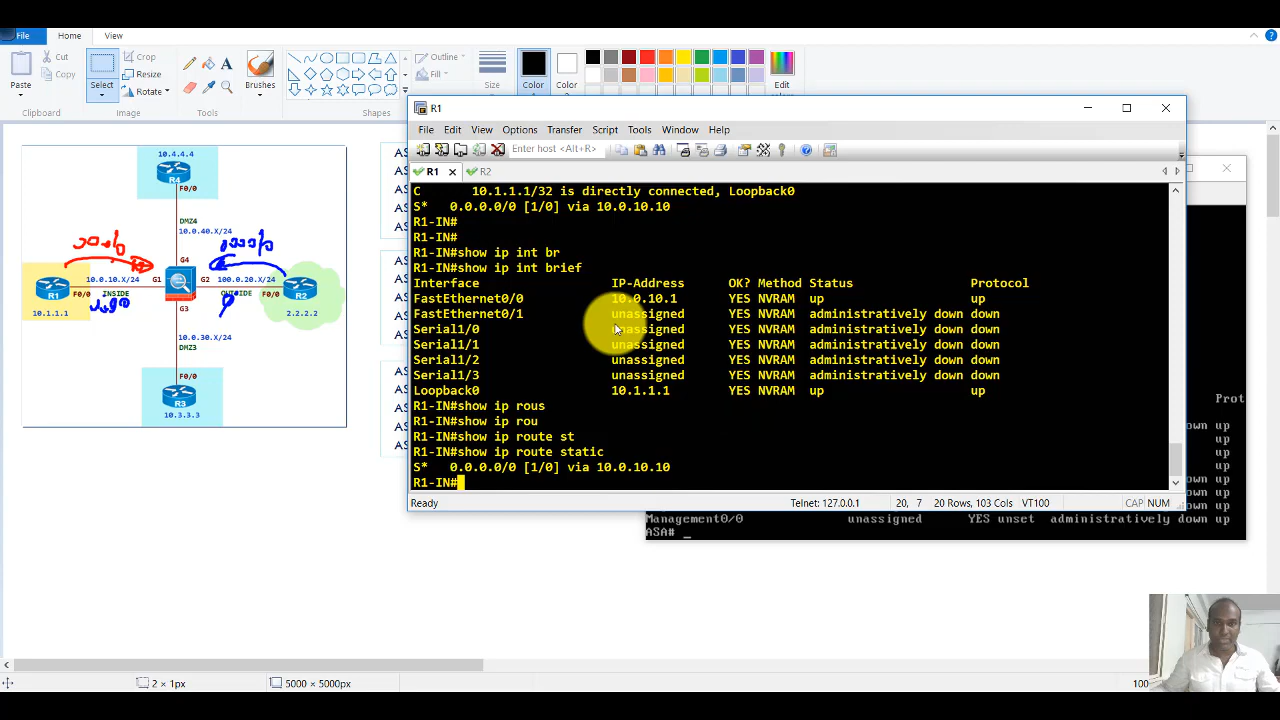 File Home View
Cut
Copy
Paste
Clipboard
Select
Crop
Resize
Rotate
Image
Brushes
Tools
Outline
Fill
Shapes
Size
Color
Color
Edit
10.4.4.4
R4
F0/0
DMZ4
10.0.40.X/24
G4
10.0.10.X/24
G1
G2
100.0.20.X/24
R1
F0/0
INSIDE
OUTSIDE
F0/0
R2
10.1.1.1
2.2.2.2
G3
10.0.30.X/24
DMZ3
F0/0
R3
10.3.3.3
R1
File Edit View Options Transfer Script Tools Window Help
Enter host <Alt+R>
R1 R2
C 10.1.1.1/32 is directly connected, Loopback0
S* 0.0.0.0/0 [1/0] via 10.0.10.10
R1-IN#
R1-IN#
R1-IN#show ip int br
R1-IN#show ip int brief
Interface IP-Address OK? Method Status Protocol
FastEthernet0/0 10.0.10.1 YES NVRAM up up
FastEthernet0/1 unassigned YES NVRAM administratively down down
Serial1/0 unassigned YES NVRAM administratively down down
Serial1/1 unassigned YES NVRAM administratively down down
Serial1/2 unassigned YES NVRAM administratively down down
Serial1/3 unassigned YES NVRAM administratively down down
Loopback0 10.1.1.1 YES NVRAM up up
R1-IN#show ip rous
R1-IN#show ip rou
R1-IN#show ip route st
R1-IN#show ip route static
S* 0.0.0.0/0 [1/0] via 10.0.10.10
R1-IN#
Ready Telnet: 127.0.0.1 20, 7 20 Rows, 103 Cols VT100 CAP NUM
Management0/0 unassigned YES unset administratively down up
ASA# _
2 × 1px 5000 × 5000px